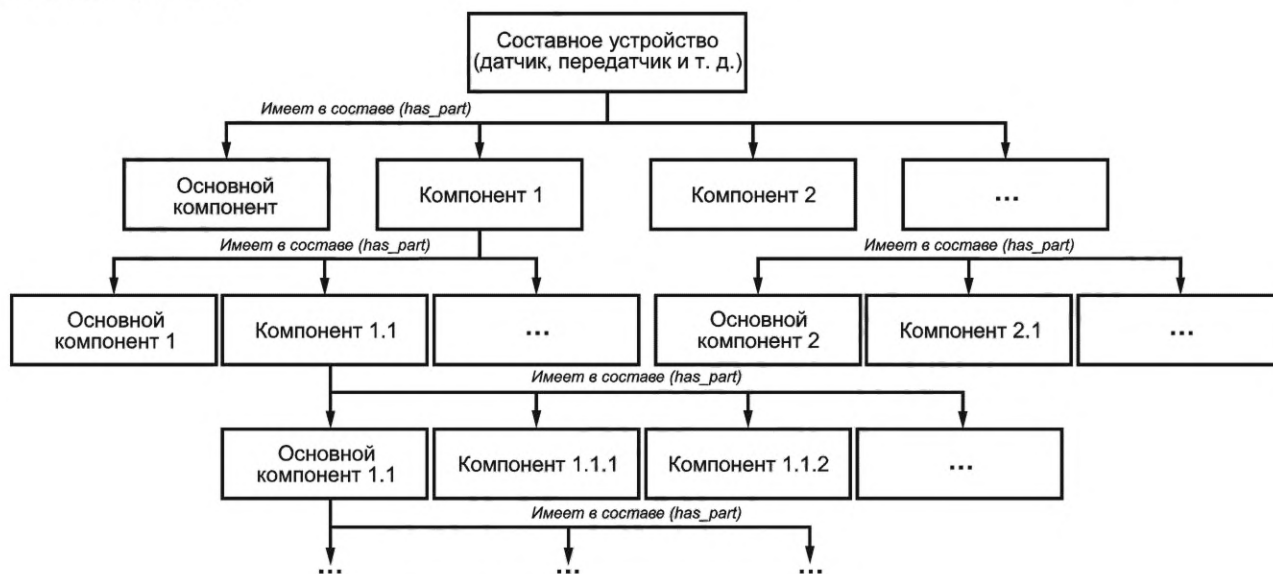 Составное устройство
(датчик, передатчик и т. д.)
Имеет в составе (has_part)
Основной
компонент
Компонент 1
Компонент 2
...
Имеет в составе (has_part)
Имеет в составе (has_part)
Основной
компонент 1
Компонент 1.1
...
Основной
компонент 2
Компонент 2.1
...
Имеет в составе (has_part)
Основной
компонент 1.1
Компонент 1.1.1
Компонент 1.1.2
...
Имеет в составе (has_part)
...
...
...